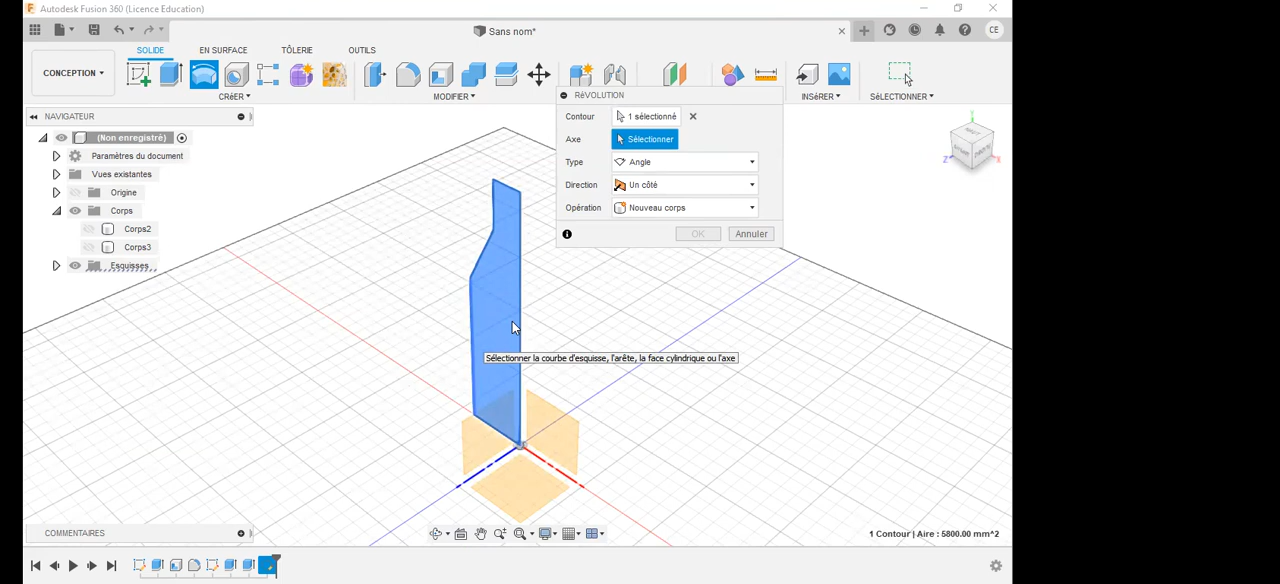 Autodesk Fusion 360 (Licence Education)
Sans nom*
CE
SOLIDE EN SURFACE TÔLERIE OUTILS
CONCEPTION
CRÉER MODIFIER INSéRER SéLECTIONNER
NAVIGATEUR
(Non enregistré)
Paramètres du document
Vues existantes
Origine
Corps
Corps2
Corps3
Esquisses
RéVOLUTION
Contour 1 sélectionné
Axe Sélectionner
Type Angle
Direction Un côté
Opération Nouveau corps
OK Annuler
Sélectionner la courbe d'esquisse, l'arête, la face cylindrique ou l'axe
Z
COMMENTAIRES
1 Contour | Aire : 5800.00 mm^2